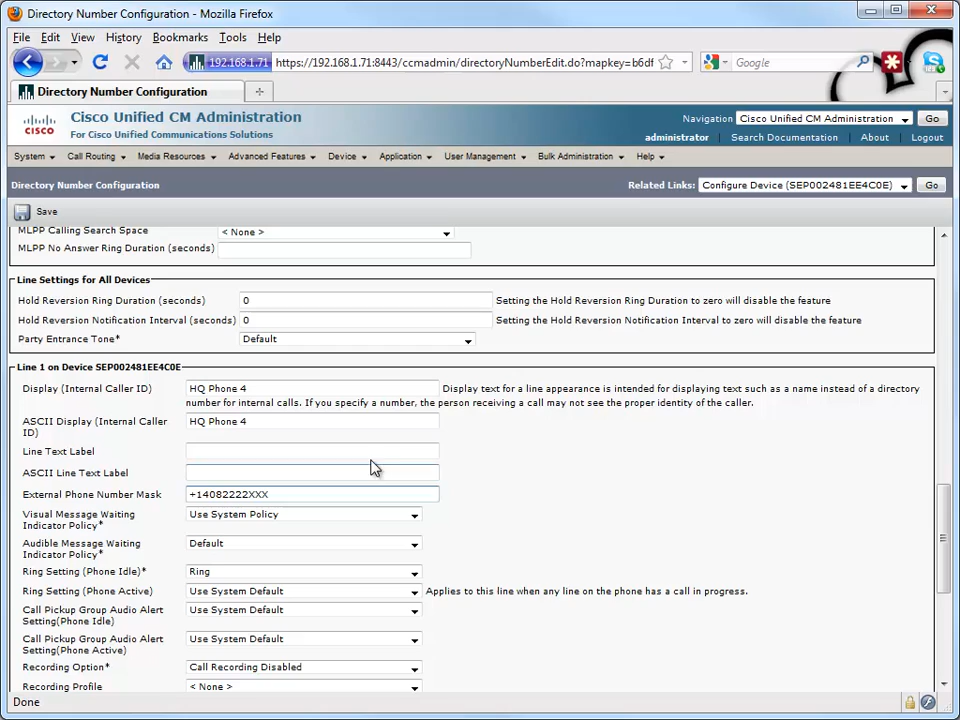 Directory Number Configuration - Mozilla Firefox
File Edit View History Bookmarks Tools Help
192.168.1.71 https://192.168.1.71:8443/ccmadmin/directoryNumberEdit.do?mapkey=b6df Google
Directory Number Configuration
Cisco Unified CM Administration
CISCO For Cisco Unified Communications Solutions
Navigation Cisco Unified CM Administration Go
administrator Search Documentation About Logout
System Call Routing Media Resources Advanced Features Device Application User Management Bulk Administration Help
Directory Number Configuration Related Links: Configure Device (SEP002481EE4C0E) Go
Save
MLPP Calling Search Space < None >
MLPP No Answer Ring Duration (seconds)
Line Settings for All Devices
Hold Reversion Ring Duration (seconds) 0 Setting the Hold Reversion Ring Duration to zero will disable the feature
Hold Reversion Notification Interval (seconds) 0 Setting the Hold Reversion Notification Interval to zero will disable the feature
Party Entrance Tone* Default
Line 1 on Device SEP002481EE4C0E
Display (Internal Caller ID) HQ Phone 4 Display text for a line appearance is intended for displaying text such as a name instead of a directory
number for internal calls. If you specify a number, the person receiving a call may not see the proper identity of the caller.
ASCII Display (Internal Caller HQ Phone 4
ID)
Line Text Label
ASCII Line Text Label
External Phone Number Mask +14082222XXX
Visual Message Waiting Use System Policy
Indicator Policy*
Audible Message Waiting Default
Indicator Policy*
Ring Setting (Phone Idle)* Ring
Ring Setting (Phone Active) Use System Default Applies to this line when any line on the phone has a call in progress.
Call Pickup Group Audio Alert Use System Default
Setting(Phone Idle)
Call Pickup Group Audio Alert Use System Default
Setting(Phone Active)
Recording Option* Call Recording Disabled
Recording Profile < None >
Done